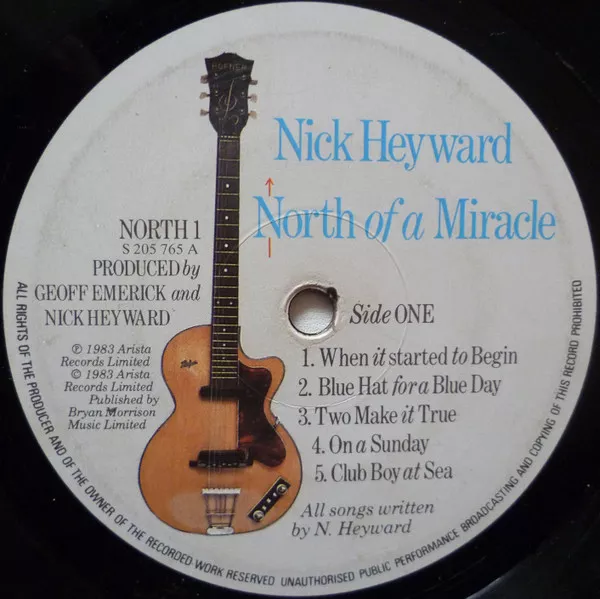 HOFNER
Nick Heyward
North of a Miracle
NORTH 1
S 205 765 A
PRODUCED by
GEOFF EMERICK and
NICK HEYWARD
℗ 1983 Arista
Records Limited
© 1983 Arista
Records Limited
Published by
Bryan Morrison
Music Limited
Side ONE
1. When it started to Begin
2. Blue Hat for a Blue Day
3. Two Make it True
4. On a Sunday
5. Club Boy at Sea
All songs written
by N. Heyward
ALL RIGHTS OF THE PRODUCER AND OF THE OWNER OF THE RECORDED WORK RESERVED UNAUTHORISED PUBLIC PERFORMANCE BROADCASTING AND COPYING OF THIS RECORD PROHIBITED